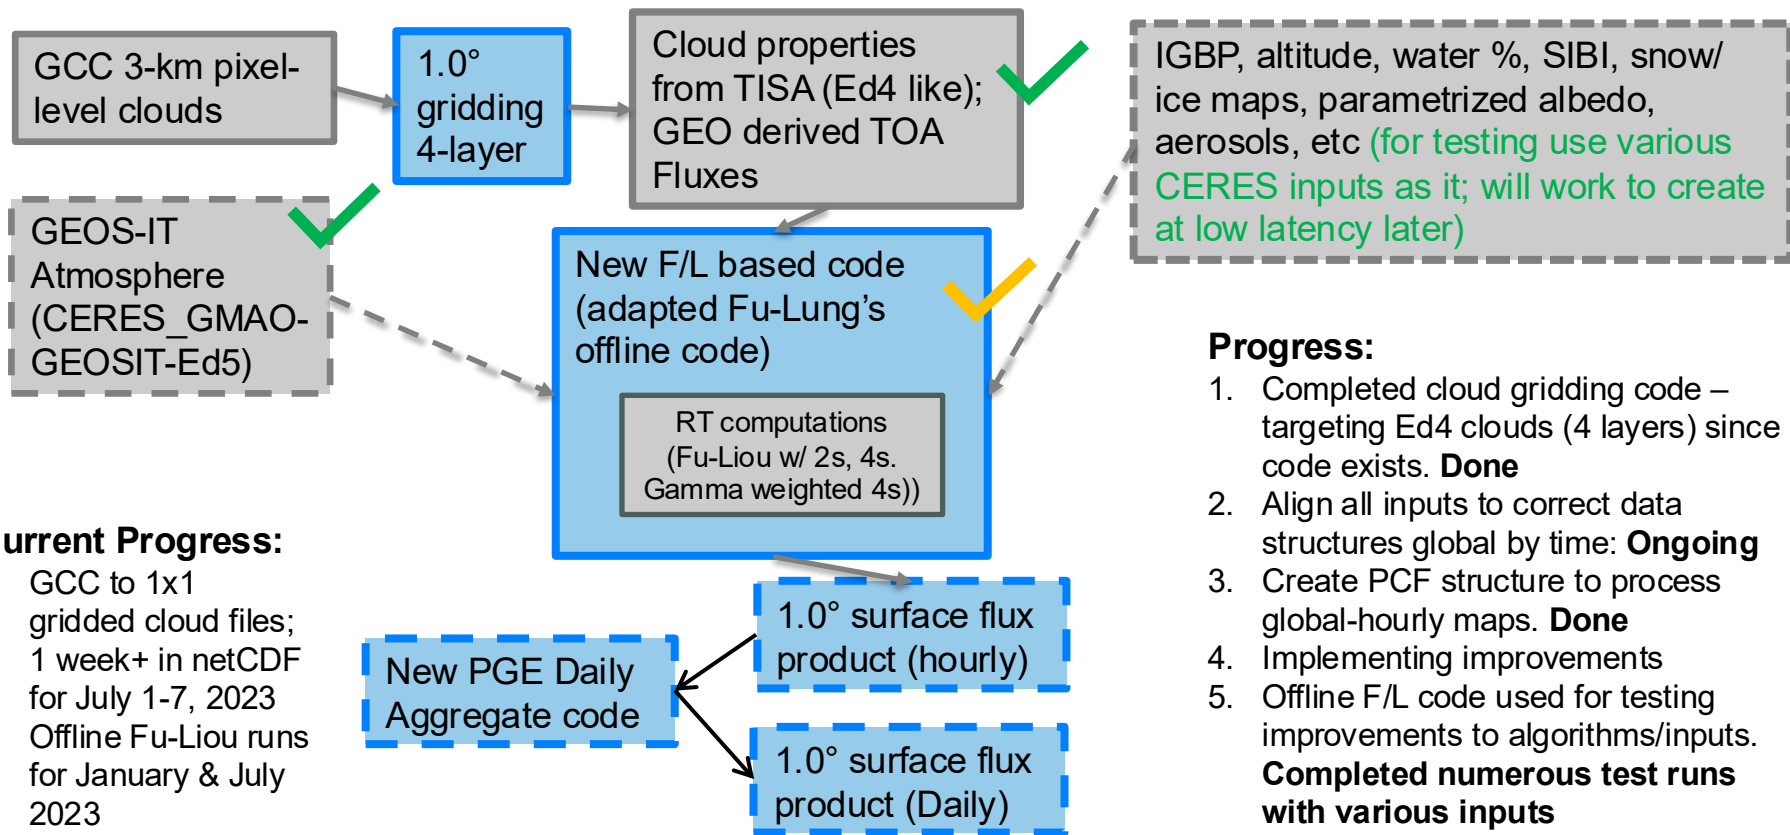 GCC 3-km pixel-
level clouds
1.0°
gridding
4-layer
Cloud properties
from TISA (Ed4 like);
GEO derived TOA
Fluxes
IGBP, altitude, water %, SIBI, snow/
ice maps, parametrized albedo,
aerosols, etc (for testing use various
CERES inputs as it; will work to create
at low latency later)
GEOS-IT
Atmosphere
(CERES_GMAO-
GEOSIT-Ed5)
New F/L based code
(adapted Fu-Lung's
offline code)
RT computations
(Fu-Liou w/ 2s, 4s.
Gamma weighted 4s))
urrent Progress:
GCC to 1x1
gridded cloud files;
1 week+ in netCDF
for July 1-7, 2023
Offline Fu-Liou runs
for January & July
2023
1.0° surface flux
product (hourly)
New PGE Daily
Aggregate code
1.0° surface flux
product (Daily)
Progress:
1. Completed cloud gridding code –
targeting Ed4 clouds (4 layers) since
code exists. Done
2. Align all inputs to correct data
structures global by time: Ongoing
3. Create PCF structure to process
global-hourly maps. Done
4. Implementing improvements
5. Offline F/L code used for testing
improvements to algorithms/inputs.
Completed numerous test runs
with various inputs